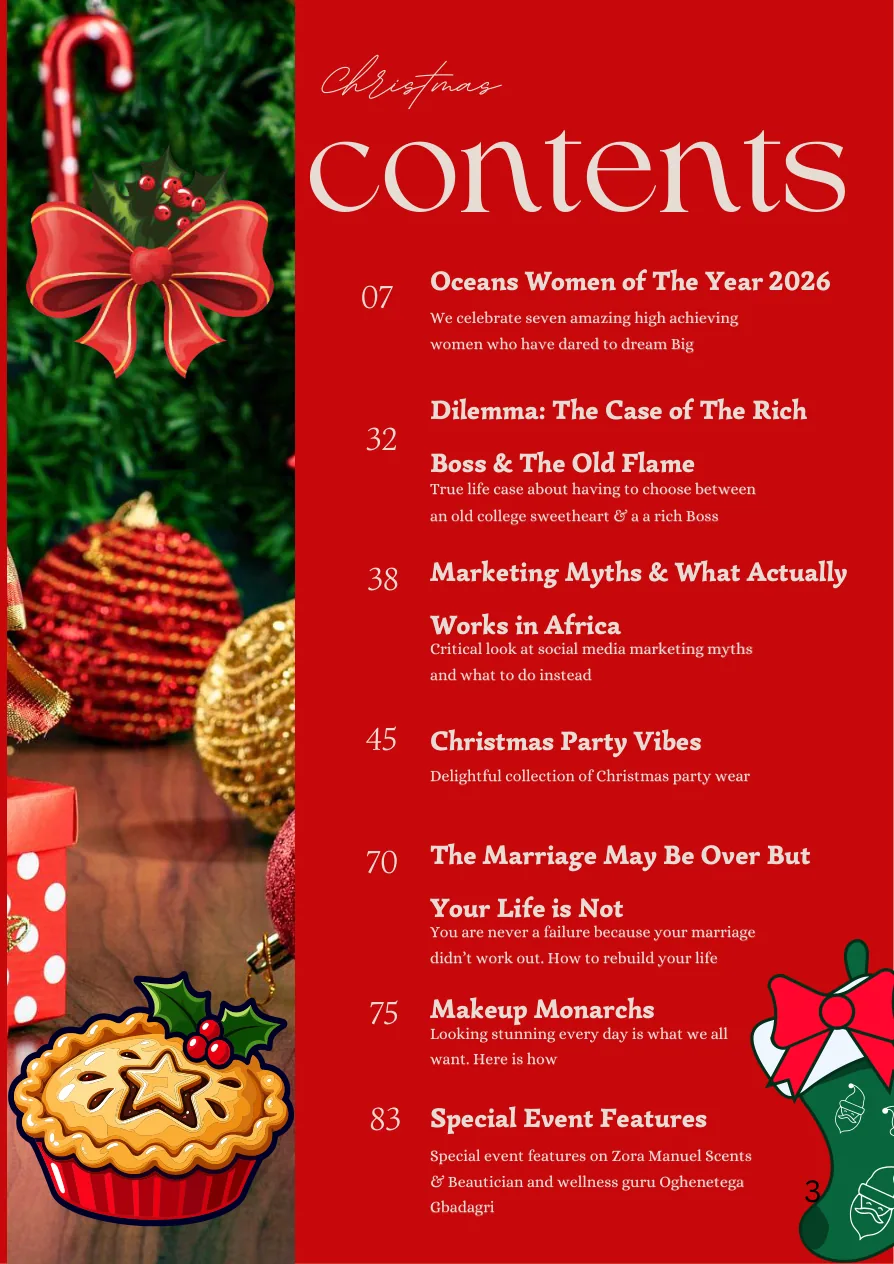 Christmas
contents
07
Oceans Women of The Year 2026
We celebrate seven amazing high achieving
women who have dared to dream Big
32
Dilemma: The Case of The Rich
Boss & The Old Flame
True life case about having to choose between
an old college sweetheart & a a rich Boss
38
Marketing Myths & What Actually
Works in Africa
Critical look at social media marketing myths
and what to do instead
45
Christmas Party Vibes
Delightful collection of Christmas party wear
70
The Marriage May Be Over But
Your Life is Not
You are never a failure because your marriage
didn't work out. How to rebuild your life
75
Makeup Monarchs
Looking stunning every day is what we all
want. Here is how
83
Special Event Features
Special event features on Zora Manuel Scents
& Beautician and wellness guru Oghenetega
Gbadagri
3